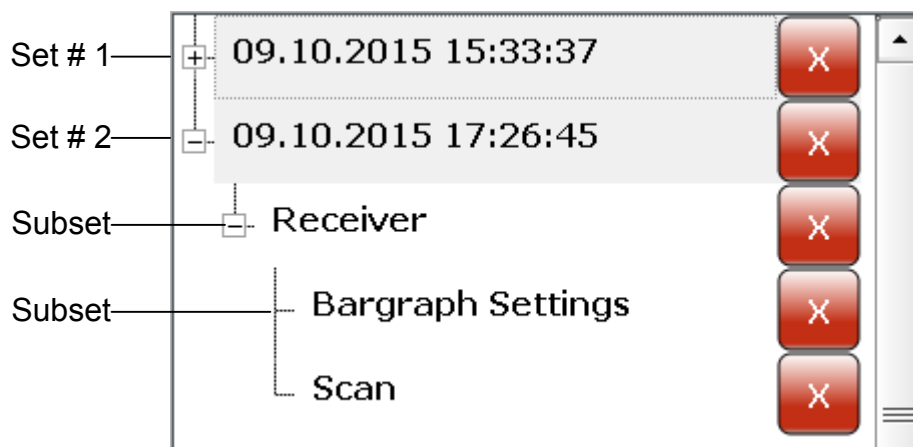 Set # 1 09.10.2015 15:33:37 X
Set # 2 09.10.2015 17:26:45 X
Subset Receiver X
Subset Bargraph Settings X
Scan X